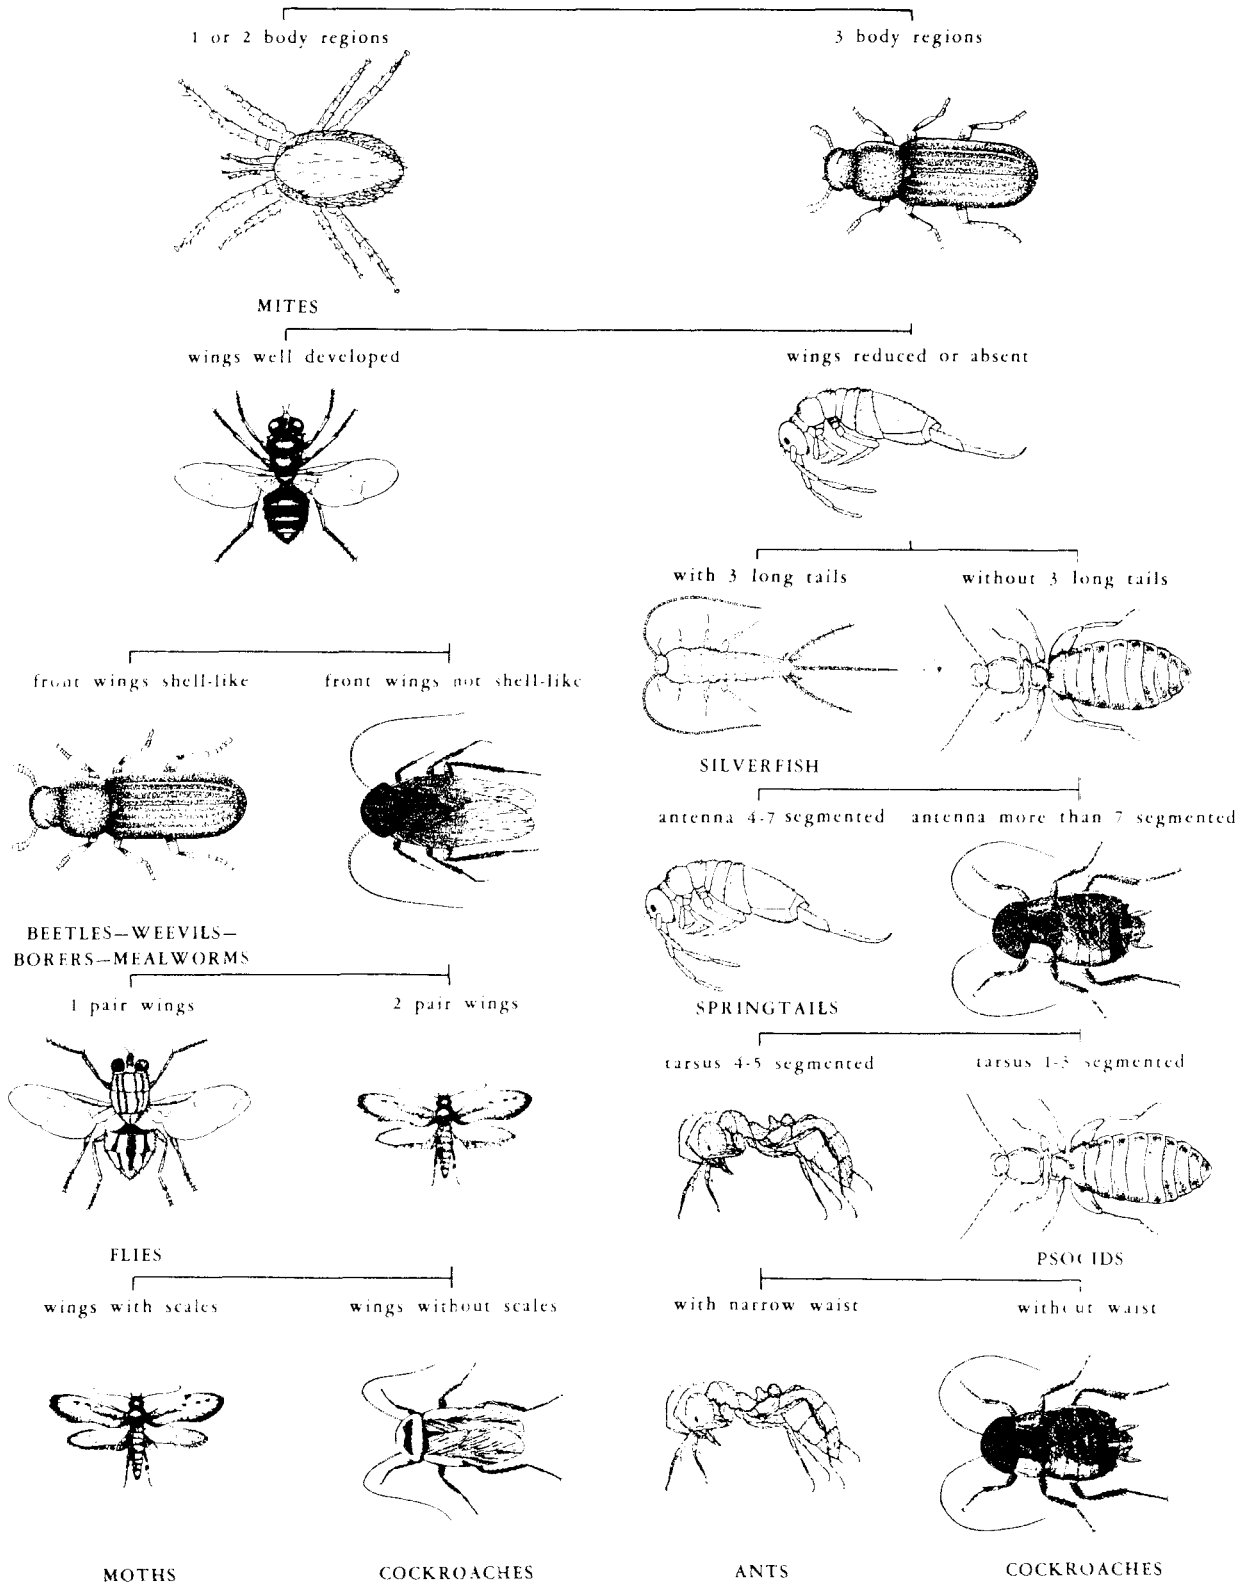 1 or 2 body regions
3 body regions
MITES
wings well developed
wings reduced or absent
with 3 long tails
without 3 long tails
front wings shell-like
front wings not shell-like
SILVERFISH
antenna 4-7 segmented
antenna more than 7 segmented
BEETLES—WEEVILS—
BORERS—MEALWORMS
1 pair wings
2 pair wings
SPRINGTAILS
tarsus 4-5 segmented
tarsus 1-3 segmented
FLIES
PSOCIDS
wings with scales
wings without scales
with narrow waist
without waist
MOTHS
COCKROACHES
ANTS
COCKROACHES